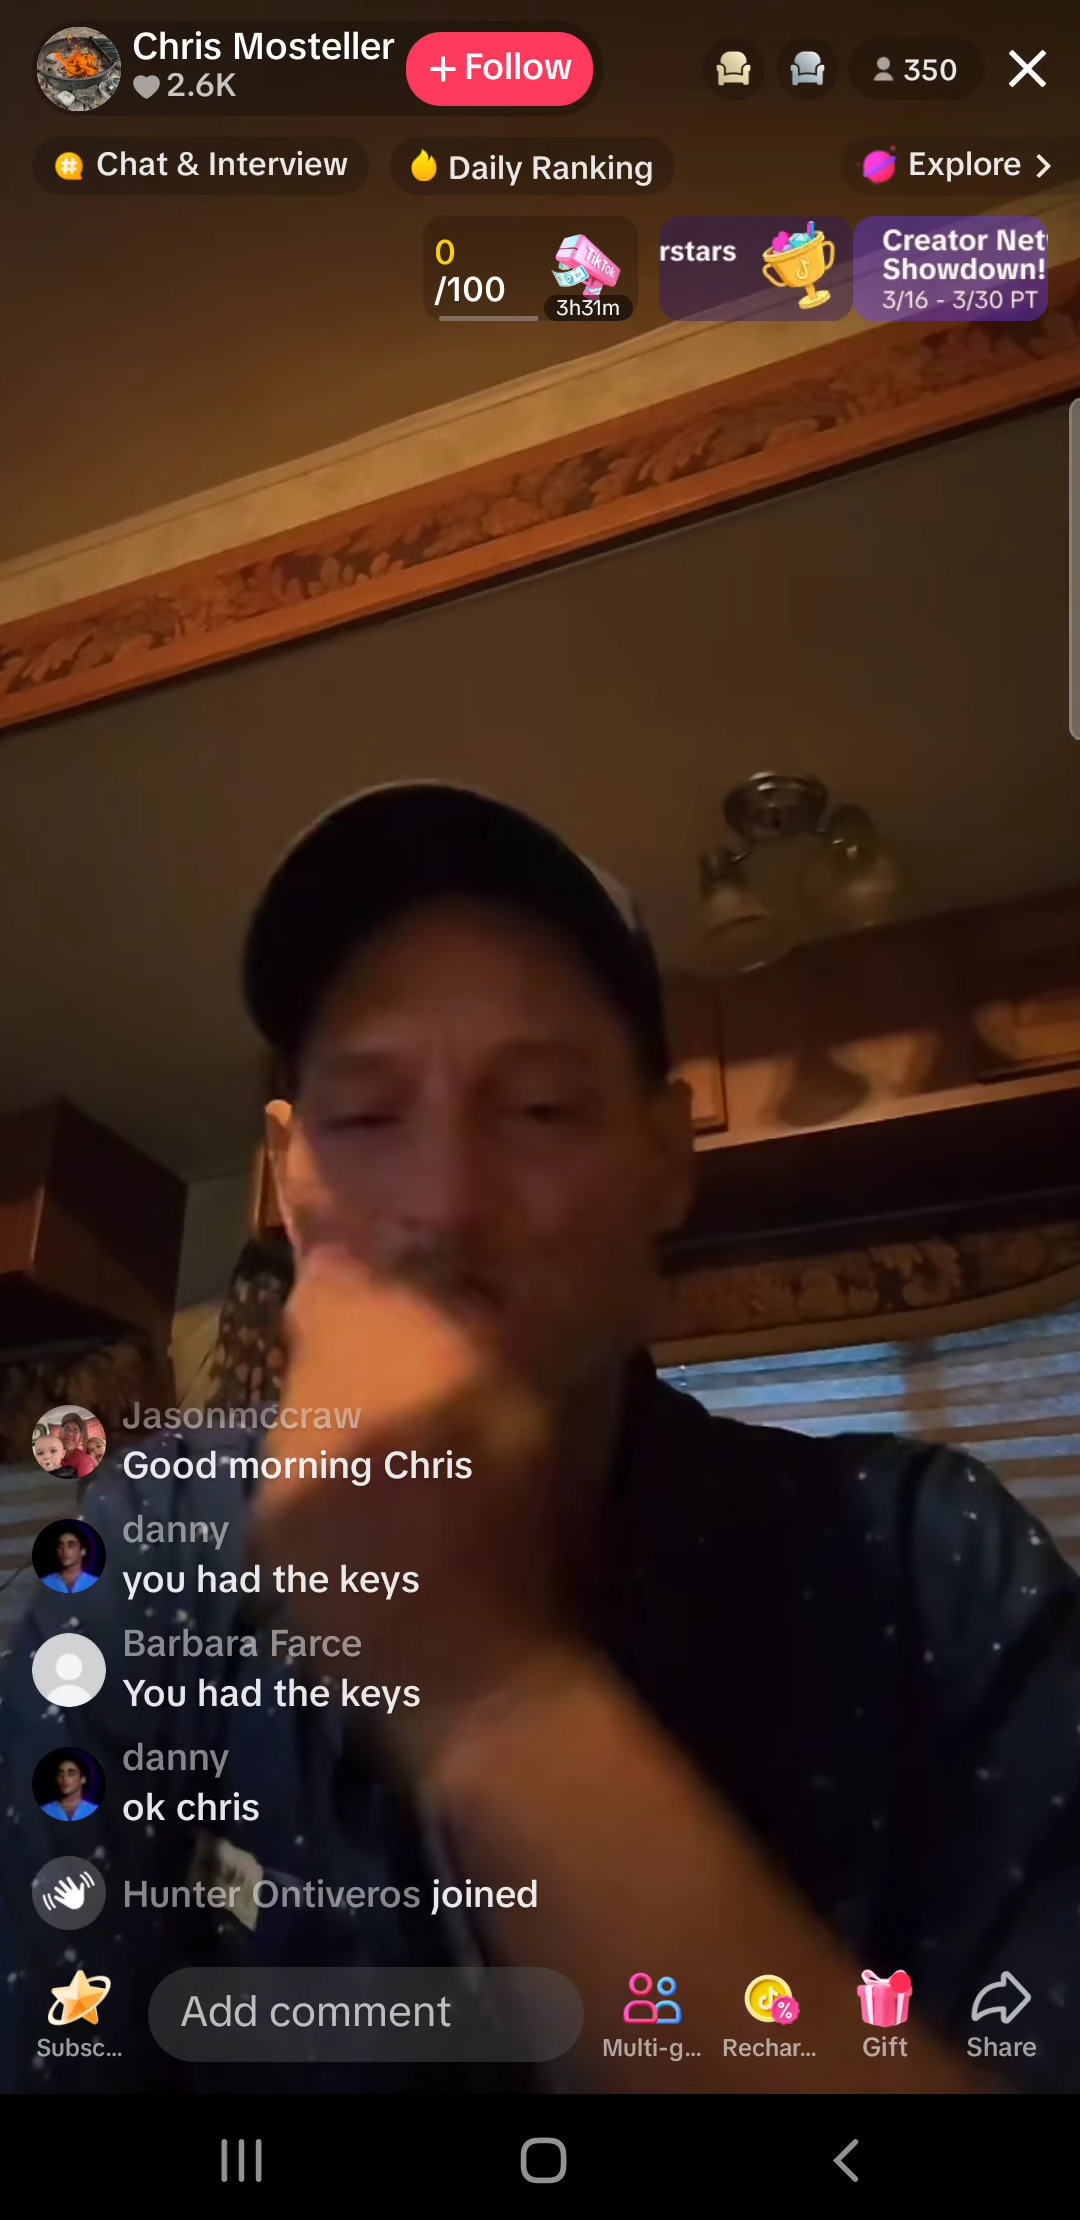 Chris Mosteller
2.6K
+ Follow
350
Chat & Interview
Daily Ranking
Explore >
0
/100
TikTok
3h31m
rstars
Creator Net
Showdown!
3/16 - 3/30 PT
Jasonmccraw
Good morning Chris
danny
you had the keys
Barbara Farce
You had the keys
danny
ok chris
Hunter Ontiveros joined
Add comment
Subsc...
Multi-g...
Rechar...
Gift
Share